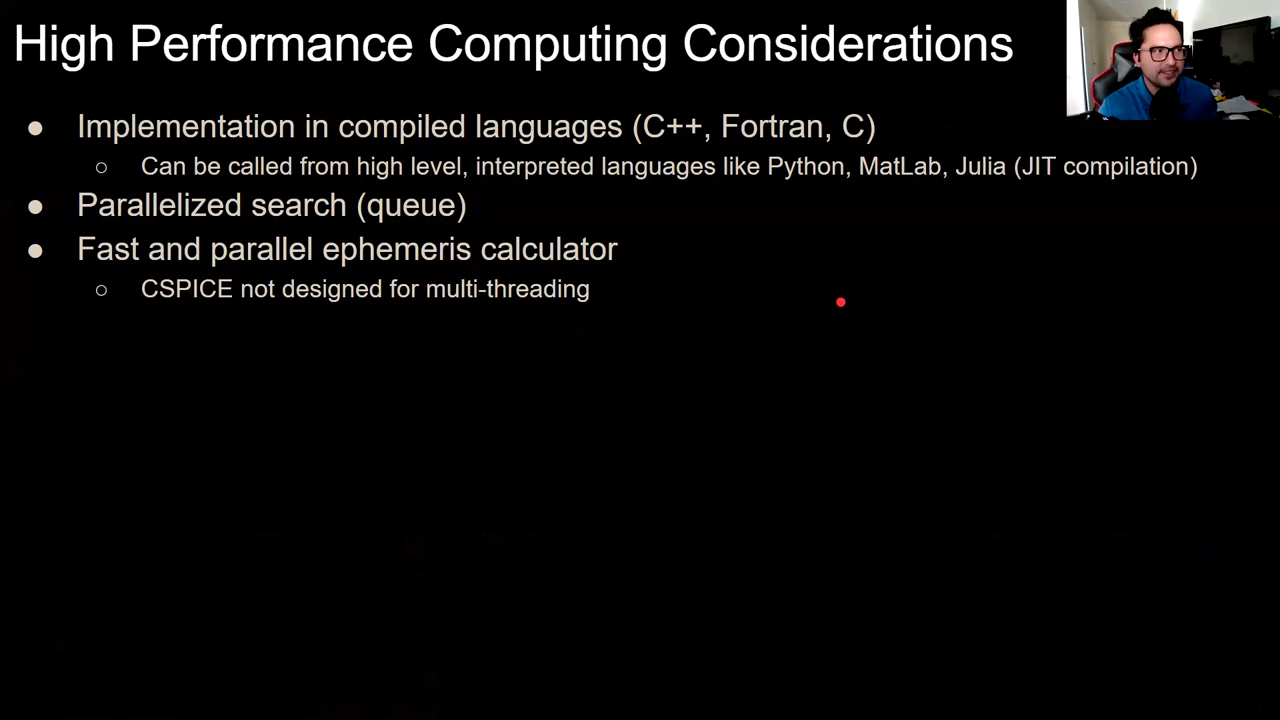 High Performance Computing Considerations
● Implementation in compiled languages (C++, Fortran, C)
○ Can be called from high level, interpreted languages like Python, MatLab, Julia (JIT compilation)
● Parallelized search (queue)
● Fast and parallel ephemeris calculator
○ CSPICE not designed for multi-threading